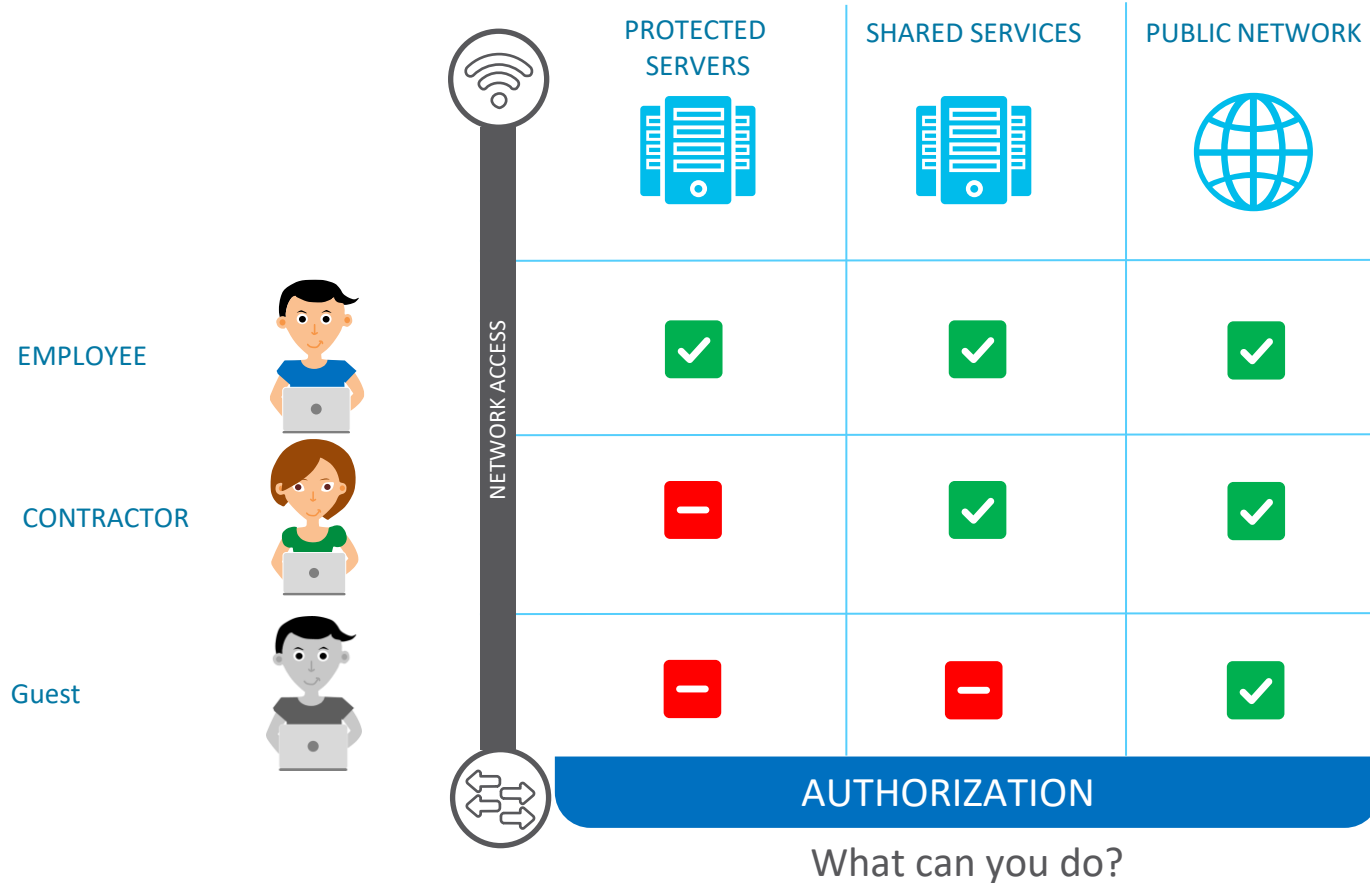 PROTECTED
SERVERS
SHARED SERVICES
PUBLIC NETWORK
NETWORK ACCESS
EMPLOYEE
CONTRACTOR
Guest
AUTHORIZATION
What can you do?